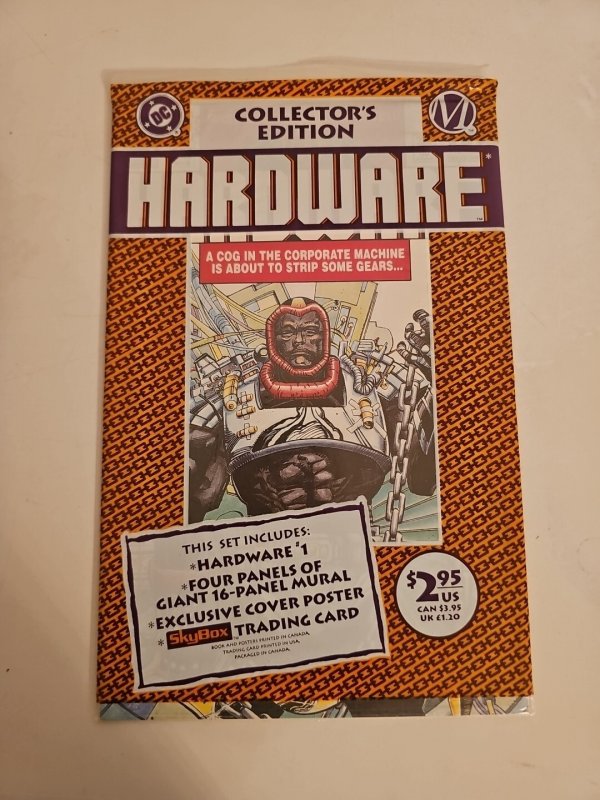 DC
COLLECTOR'S
EDITION
M
HARDWARE*
TM
A COG IN THE CORPORATE MACHINE
IS ABOUT TO STRIP SOME GEARS...
THIS SET INCLUDES:
*HARDWARE #1
*FOUR PANELS OF
GIANT 16-PANEL MURAL
*EXCLUSIVE COVER POSTER
* SkyBox™ TRADING CARD
BOOK AND POSTERS PRINTED IN CANADA.
TRADING CARD PRINTED IN USA.
PACKAGED IN CANADA.
$2.95
US
CAN $3.95
UK £1.20